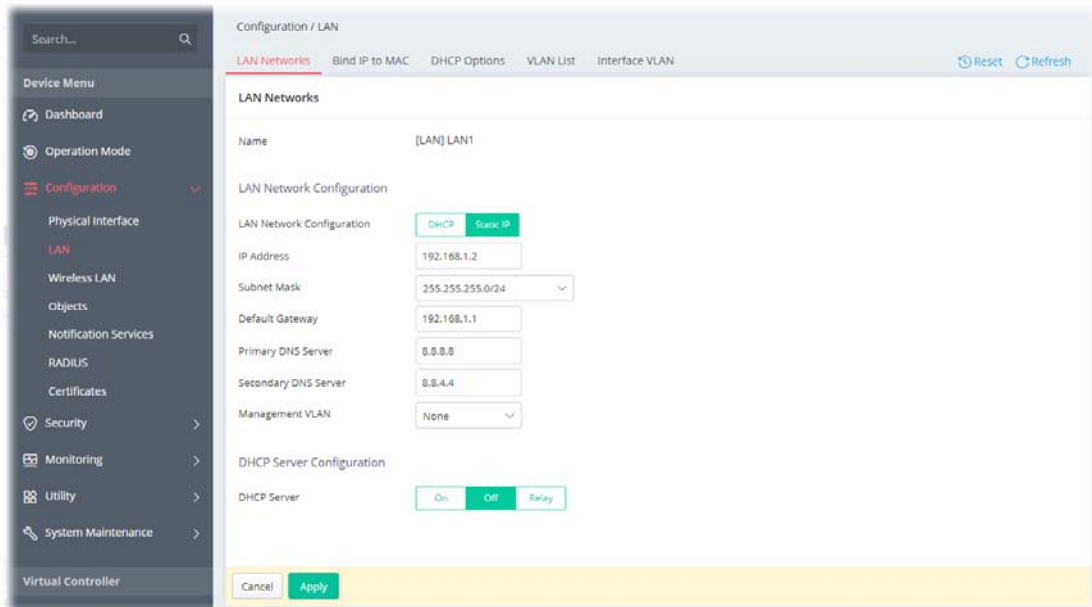 Search...
Configuration / LAN
LAN Networks Bind IP to MAC DHCP Options VLAN List Interface VLAN Reset Refresh
Device Menu
LAN Networks
Dashboard
Name [LAN] LAN1
Operation Mode
Configuration
LAN Network Configuration
Physical Interface
LAN Network Configuration DHCP Static IP
LAN
IP Address 192.168.1.2
Wireless LAN
Subnet Mask 255.255.255.0/24
Objects
Default Gateway 192.168.1.1
Notification Services
Primary DNS Server 8.8.8.8
RADIUS
Secondary DNS Server 8.8.4.4
Certificates
Management VLAN None
Security
Monitoring
DHCP Server Configuration
Utility
DHCP Server On Off Relay
System Maintenance
Virtual Controller
Cancel Apply